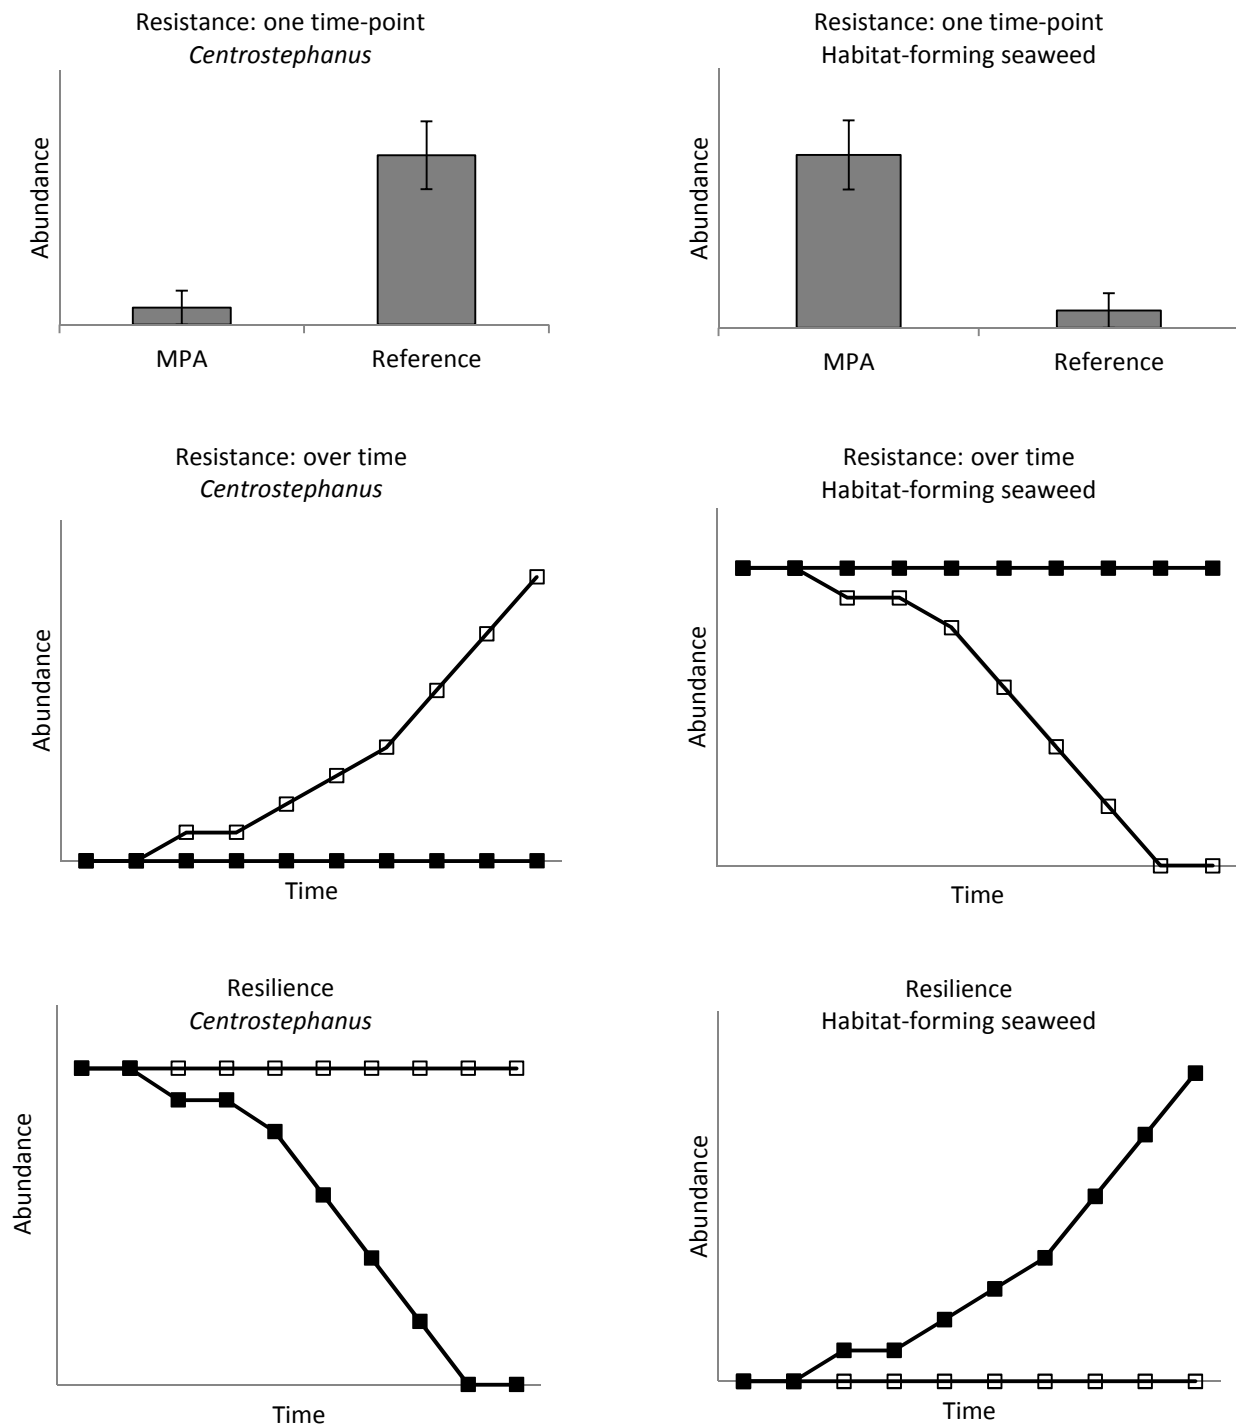 Resistance: one time-point
Centrostephanus
Abundance
MPA
Reference
Resistance: one time-point
Habitat-forming seaweed
Abundance
MPA
Reference
Resistance: over time
Centrostephanus
Abundance
Time
Resistance: over time
Habitat-forming seaweed
Abundance
Time
Resilience
Centrostephanus
Abundance
Time
Resilience
Habitat-forming seaweed
Abundance
Time